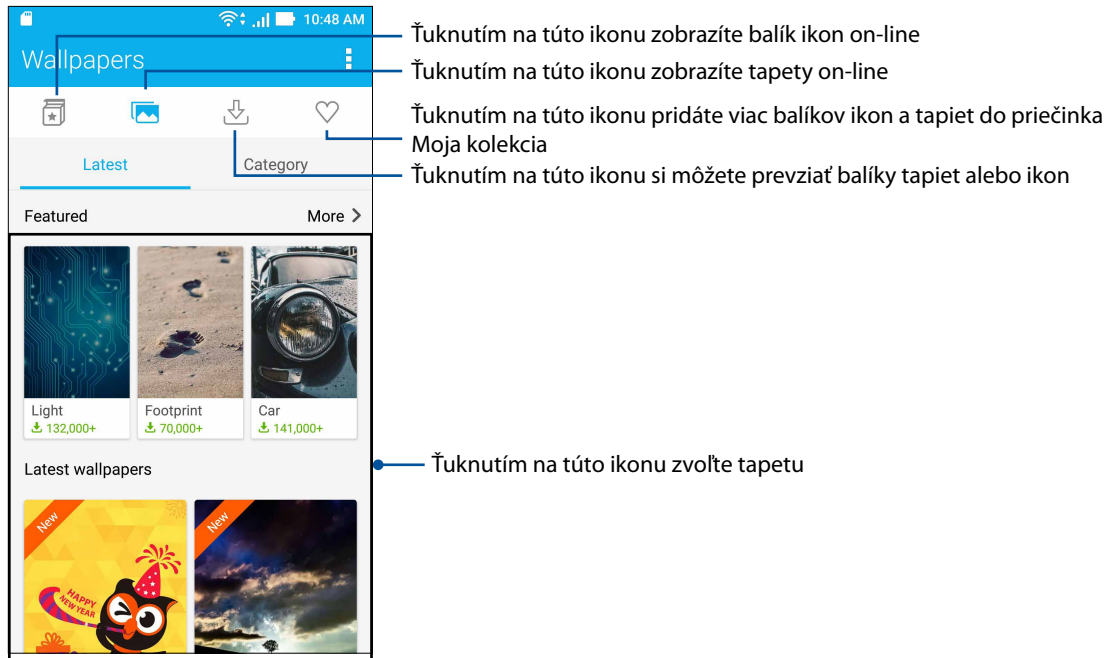 10:48 AM
Wallpapers
Latest
Category
Featured
More
Light
132,000+
Footprint
70,000+
Car
141,000+
Latest wallpapers
New
HAPPY
NEW YEAR
New
Ťuknutím na túto ikonu zobrazíte balík ikon on-line
Ťuknutím na túto ikonu zobrazíte tapety on-line
Ťuknutím na túto ikonu pridáte viac balíkov ikon a tapiet do priečinka
Moja kolekcia
Ťuknutím na túto ikonu si môžete prevziať balíky tapiet alebo ikon
Ťuknutím na túto ikonu zvoľte tapetu